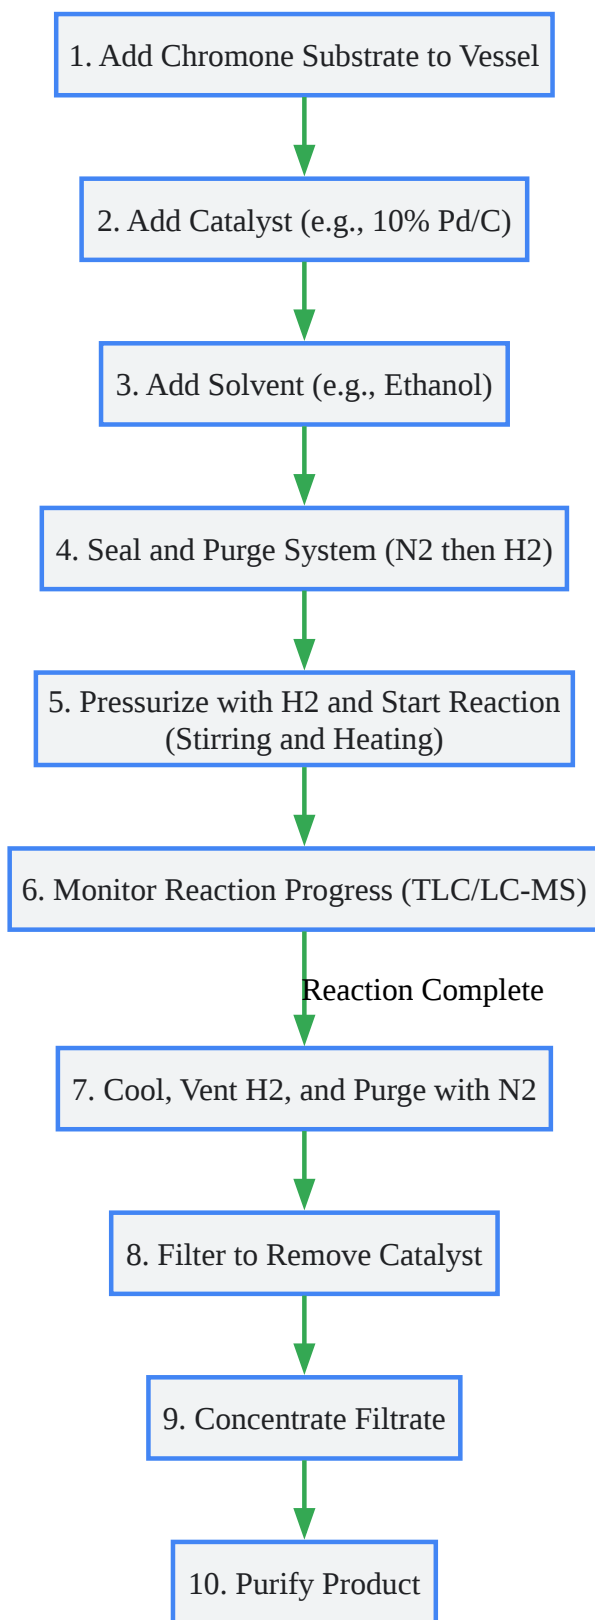 1. Add Chromone Substrate to Vessel
2. Add Catalyst (e.g., 10% Pd/C)
3. Add Solvent (e.g., Ethanol)
4. Seal and Purge System (N2 then H2)
5. Pressurize with H2 and Start Reaction
(Stirring and Heating)
6. Monitor Reaction Progress (TLC/LC-MS)
Reaction Complete
7. Cool, Vent H2, and Purge with N2
8. Filter to Remove Catalyst
9. Concentrate Filtrate
10. Purify Product